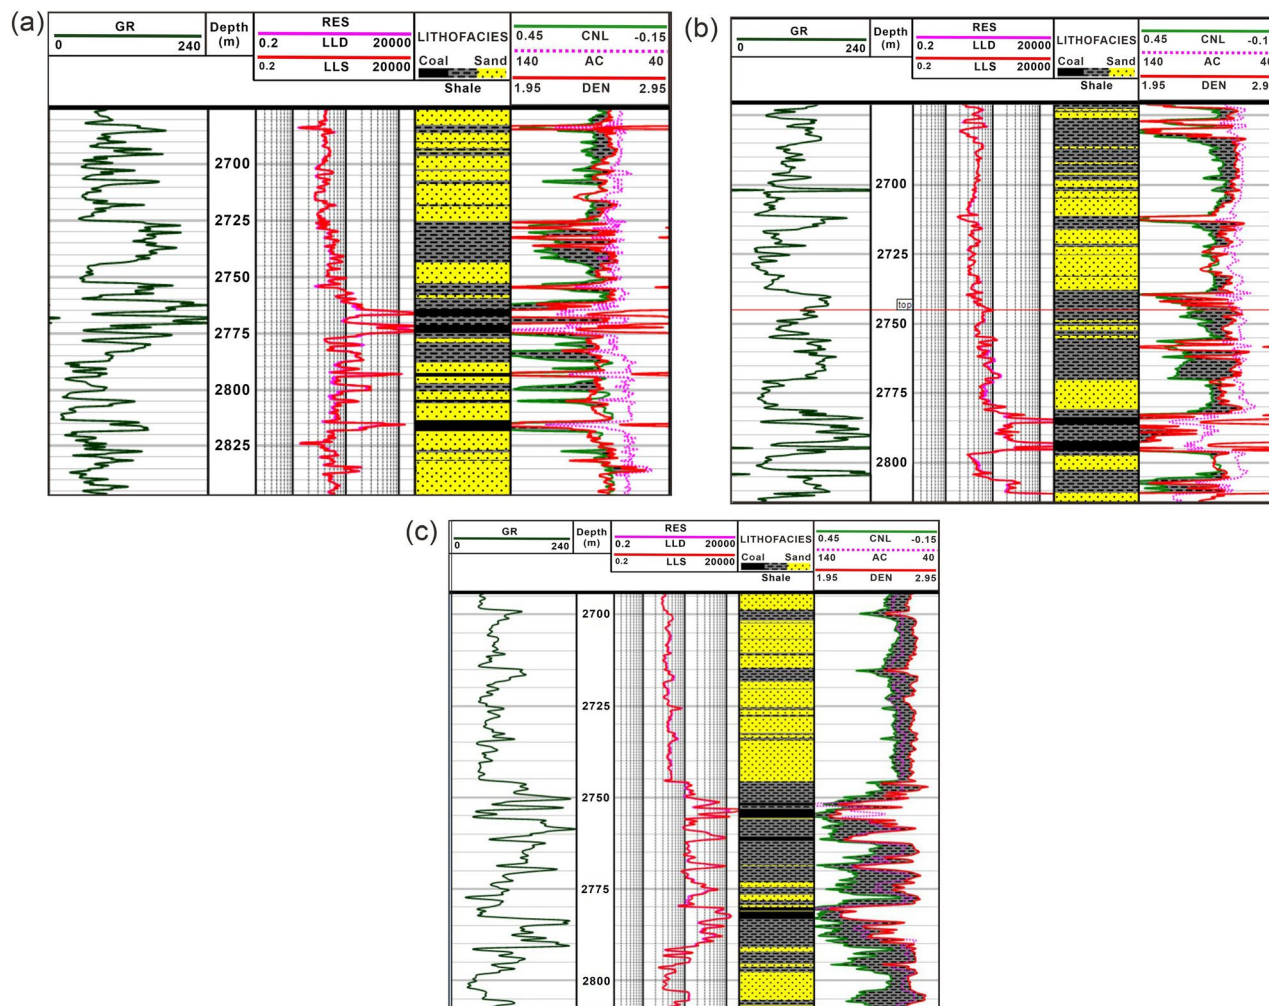 (a)
GR
0 240
Depth
(m)
RES
0.2 LLD 20000
0.2 LLS 20000
LITHOFACIES
Coal Sand
Shale
0.45 CNL -0.15
140 AC 40
1.95 DEN 2.95
2700
2725
2750
2775
2800
2825
(b)
GR
0 240
Depth
(m)
RES
0.2 LLD 20000
0.2 LLS 20000
LITHOFACIES
Coal Sand
Shale
0.45 CNL -0.1
140 AC 40
1.95 DEN 2.9
2700
2725
top
2750
2775
2800
(c)
GR
0 240
Depth
(m)
RES
0.2 LLD 20000
0.2 LLS 20000
LITHOFACIES
Coal Sand
Shale
0.45 CNL -0.15
140 AC 40
1.95 DEN 2.95
2700
2725
2750
2775
2800